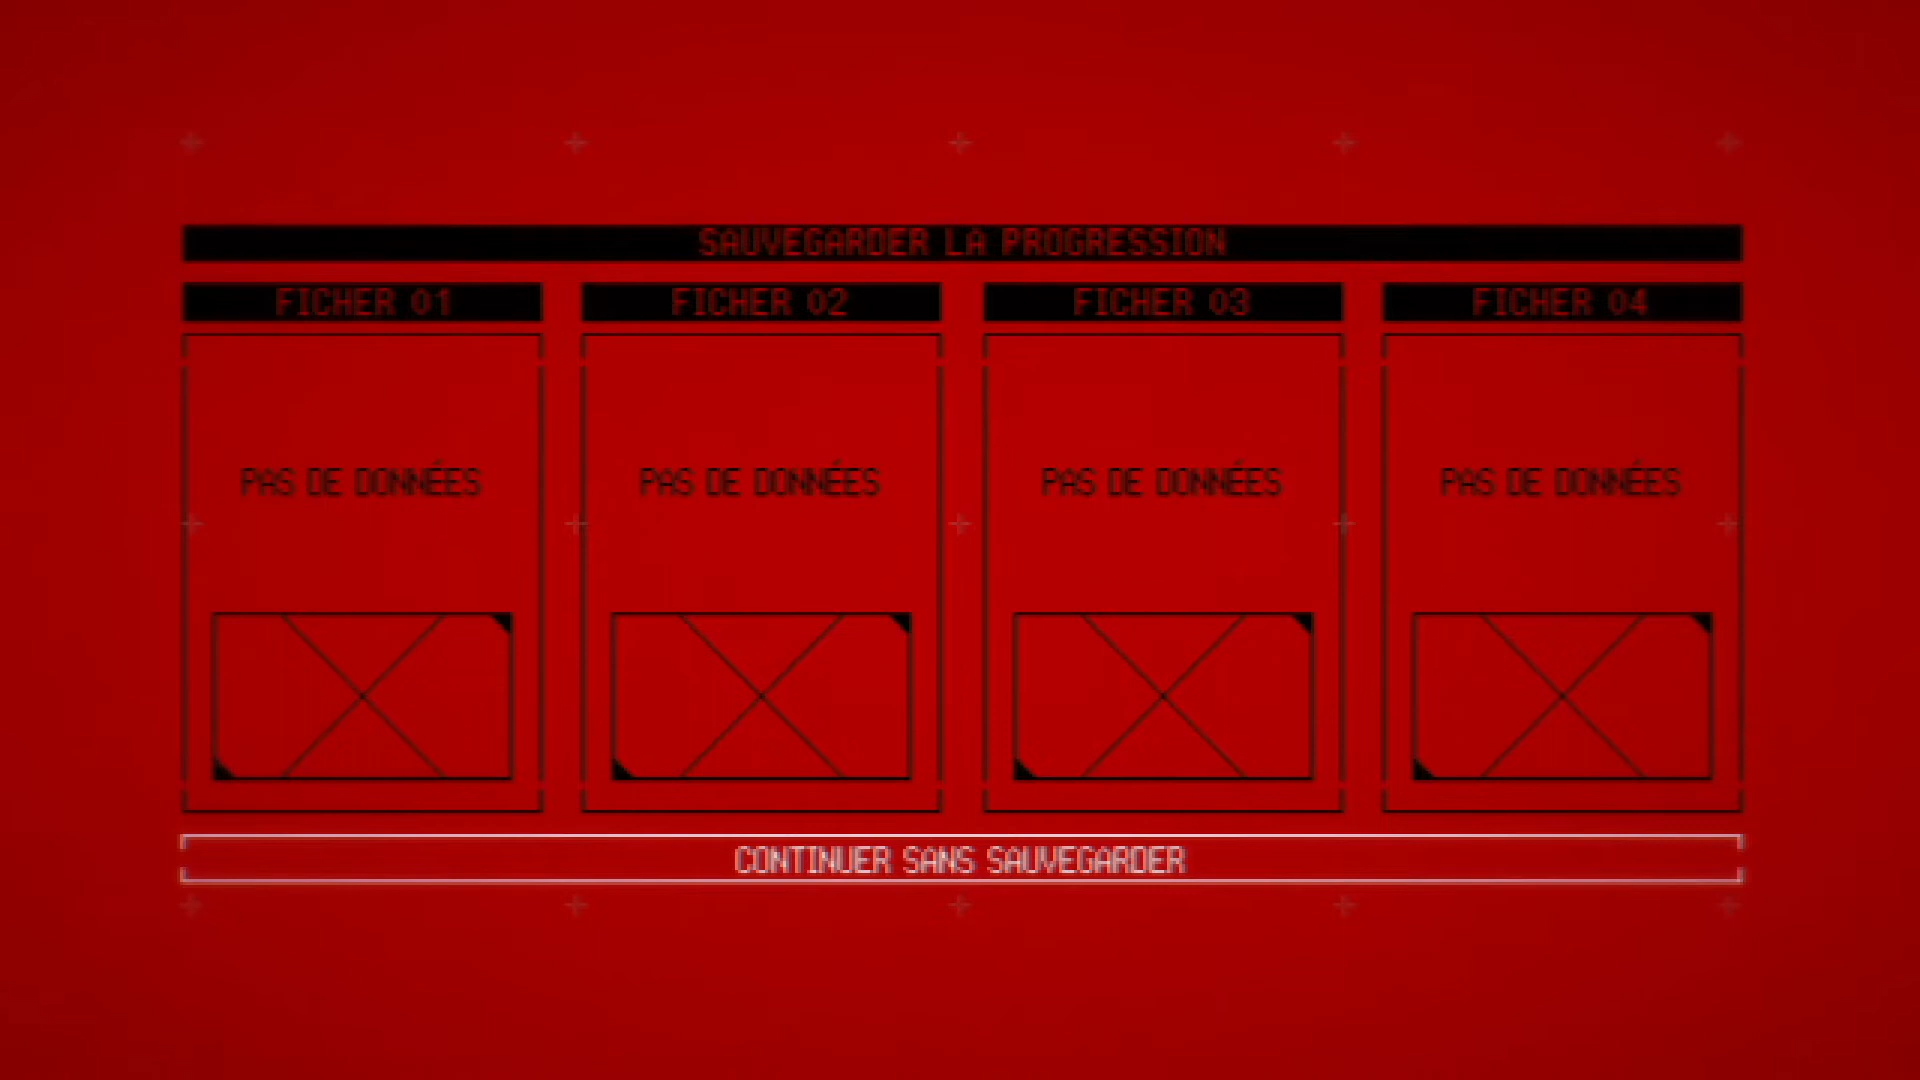 SAUVEGARDER LA PROGRESSION
FICHER 01 FICHER 02 FICHER 03 FICHER 04
PAS DE DONNÉES PAS DE DONNÉES PAS DE DONNÉES PAS DE DONNÉES
CONTINUER SANS SAUVEGARDER